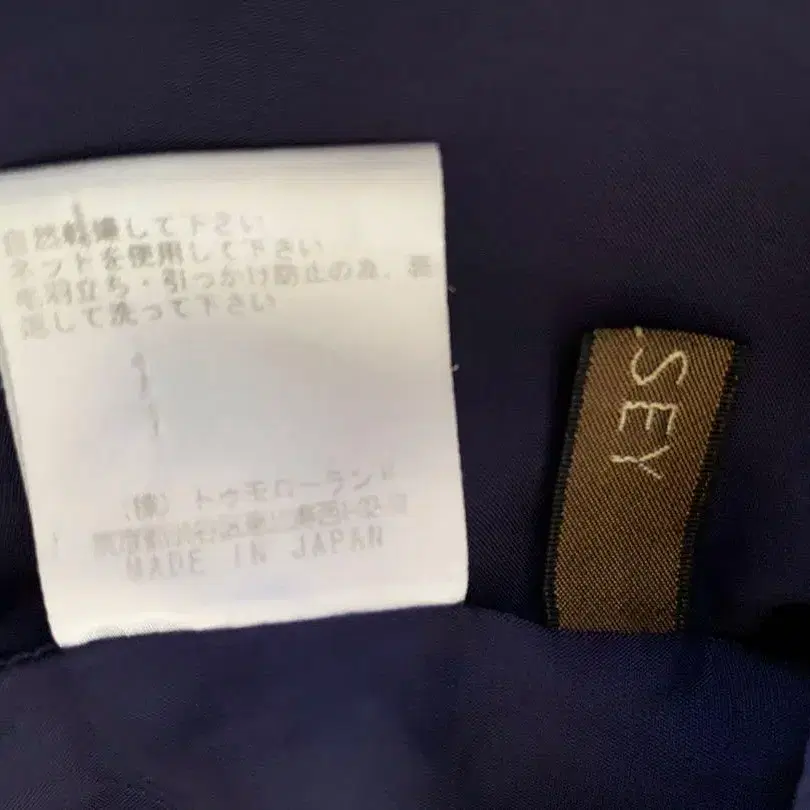 自然乾燥して下さい
ネットを使用して下さい
毛羽立ち・引っかけ防止の為、裏
返して洗って下さい
(株) トゥモローランド
MADE IN JAPAN
SEY